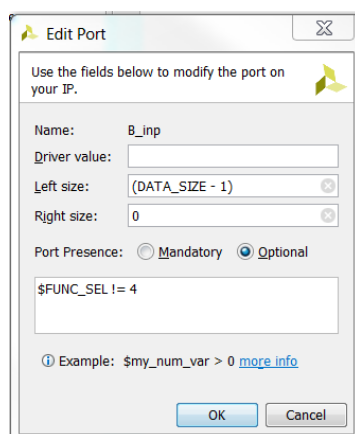 Edit Port
Use the fields below to modify the port on
your IP.
Name: B_inp
Driver value:
Left size: (DATA_SIZE - 1)
Right size: 0
Port Presence: Mandatory Optional
$FUNC_SEL != 4
Example: $my_num_var > 0 more info
OK Cancel